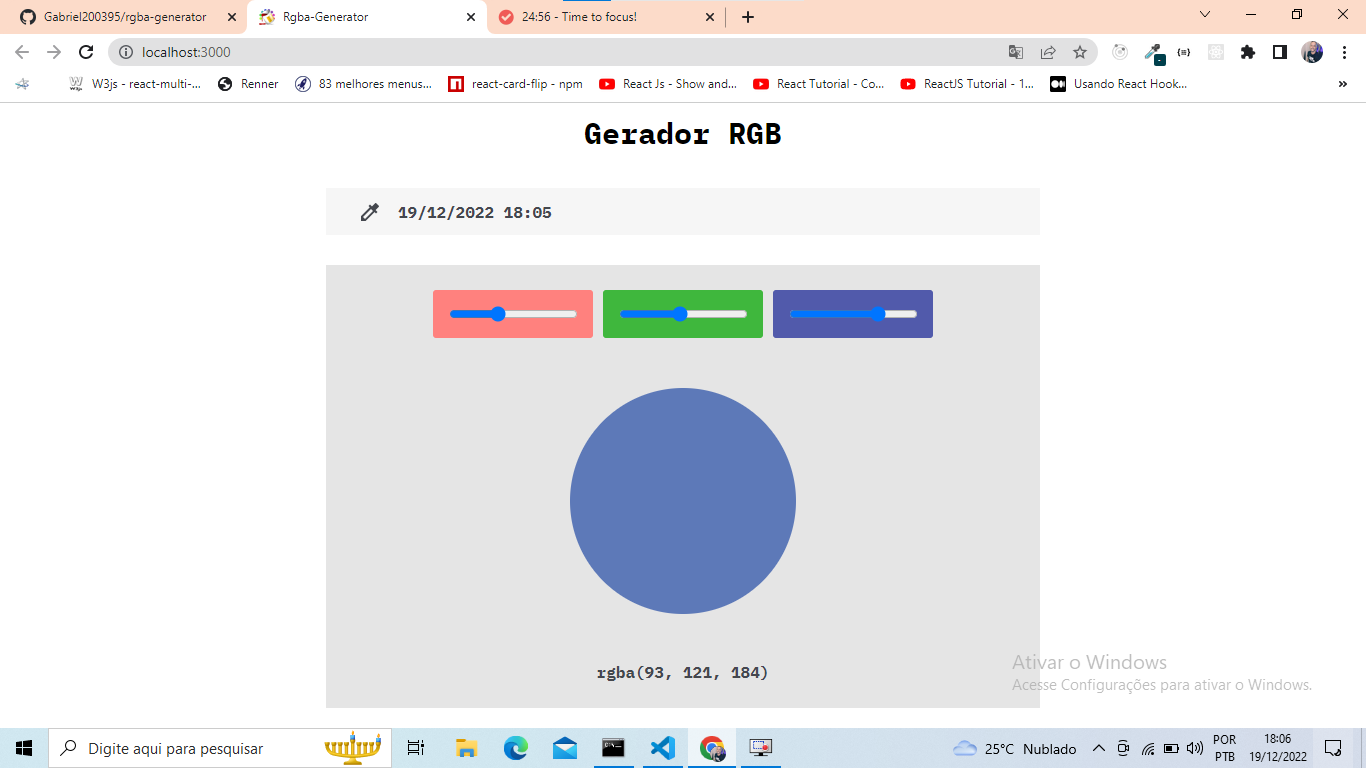 Gabriel200395/rgba-generator
Rgba-Generator
24:56 - Time to focus!
localhost:3000
W3js - react-multi-...
Renner
83 melhores menus...
react-card-flip - npm
React Js - Show and...
React Tutorial - Co...
ReactJS Tutorial - 1...
Usando React Hook...
»
Gerador RGB
19/12/2022 18:05
rgba(93, 121, 184)
Ativar o Windows
Acesse Configurações para ativar o Windows.
Digite aqui para pesquisar
25°C Nublado
POR
PTB
18:06
19/12/2022